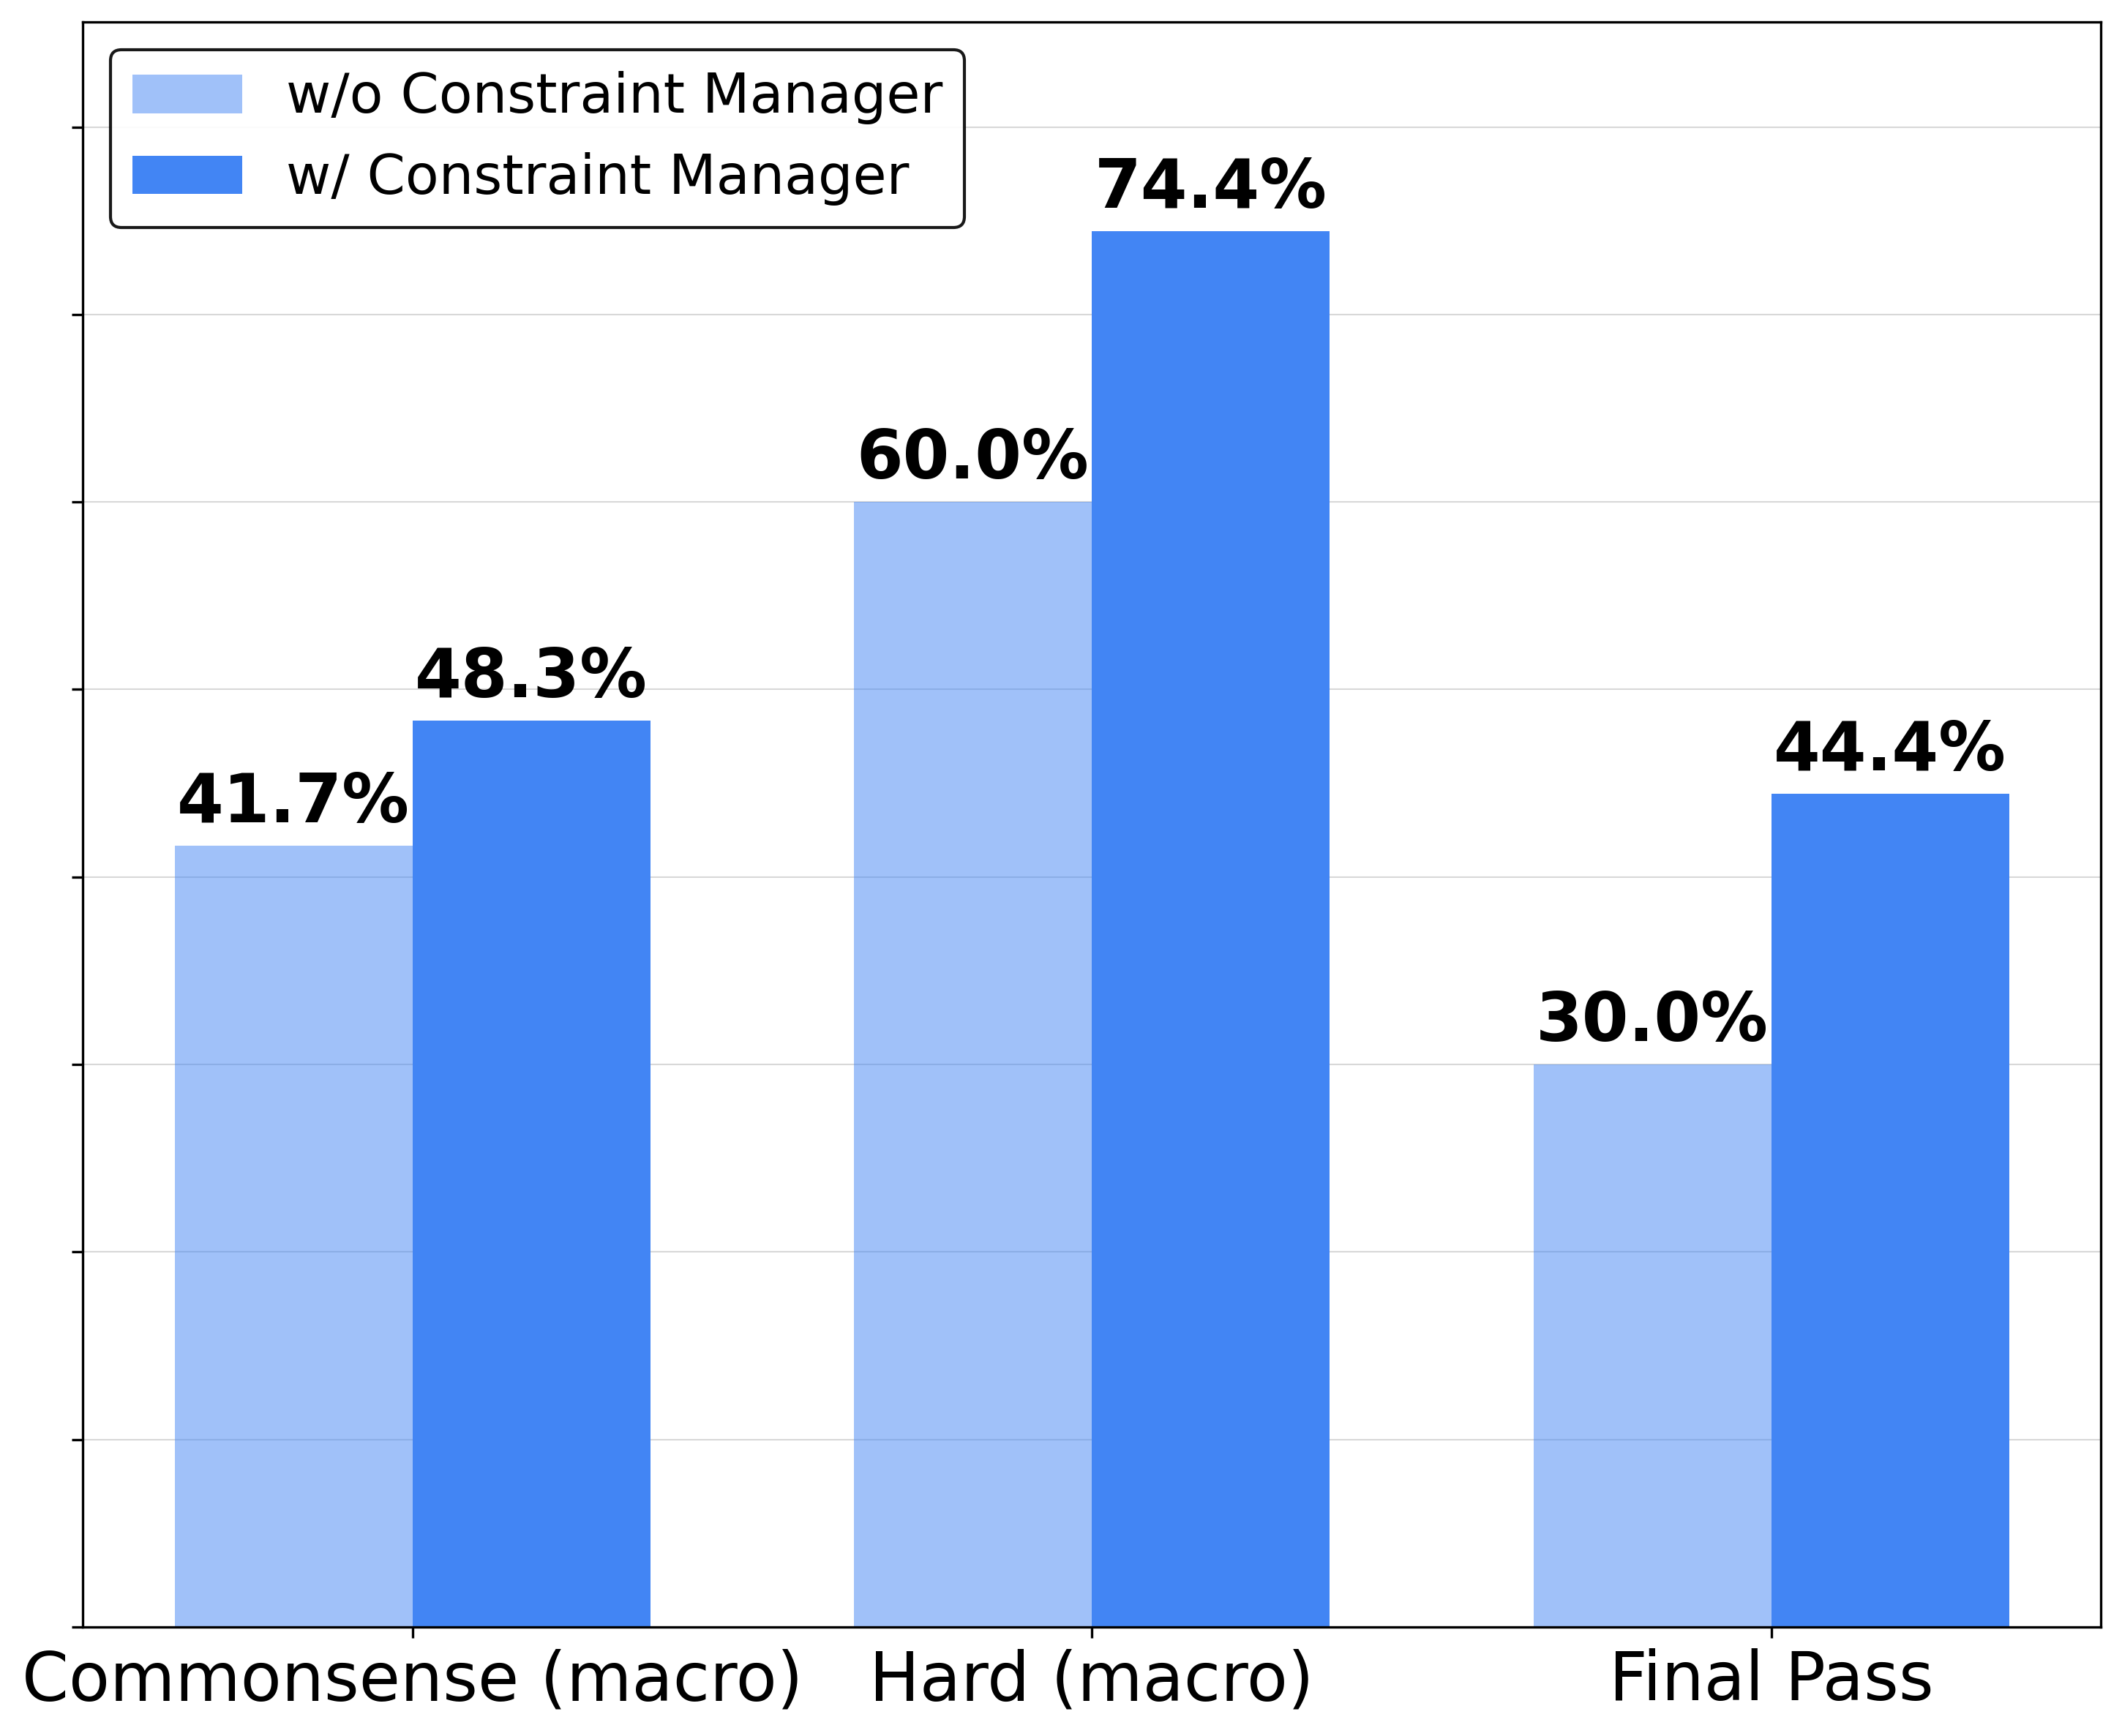 w/o Constraint Manager
w/ Constraint Manager
41.7%
48.3%
60.0%
74.4%
30.0%
44.4%
Commonsense (macro)
Hard (macro)
Final Pass